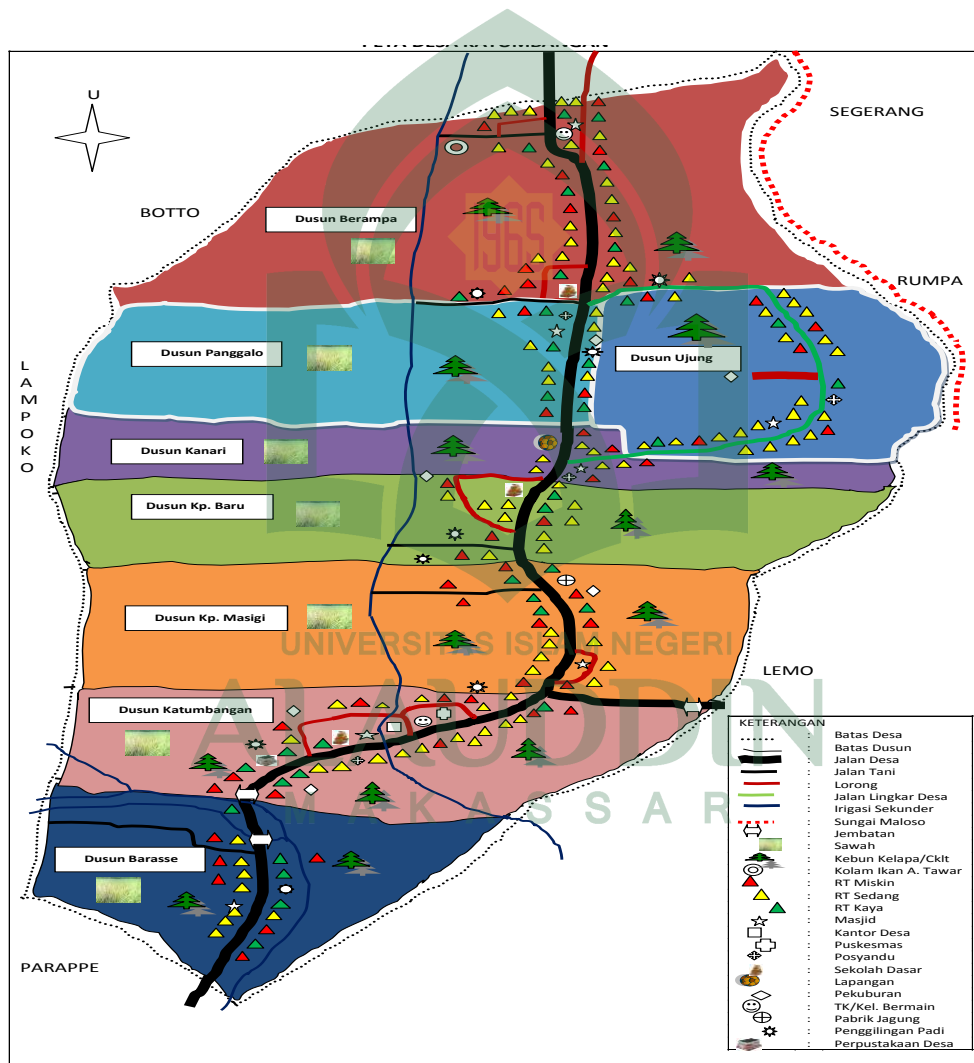 U
SEGERANG
BOTTO
Dusun Berampa
1965
RUMPA
LAMPOKO
Dusun Panggalo
Dusun Ujung
Dusun Kanari
Dusun Kp. Baru
Dusun Kp. Masigi
UNIVERSITAS ISLAM NEGERI
LEMO
ALAUDDIN
Dusun Katumbangan
MAKASSAR
Dusun Barasse
PARAPPE
KETERANGAN
: Batas Desa
: Batas Dusun
: Jalan Desa
: Jalan Tani
: Lorong
: Jalan Lingkar Desa
: Irigasi Sekunder
: Sungai Maloso
: Jembatan
: Sawah
: Kebun Kelapa/Cklt
: Kolam Ikan A. Tawar
: RT Miskin
: RT Sedang
: RT Kaya
: Masjid
: Kantor Desa
: Puskesmas
: Posyandu
: Sekolah Dasar
: Lapangan
: Pekuburan
: TK/Kel. Bermain
: Pabrik Jagung
: Penggilingan Padi
: Perpustakaan Desa